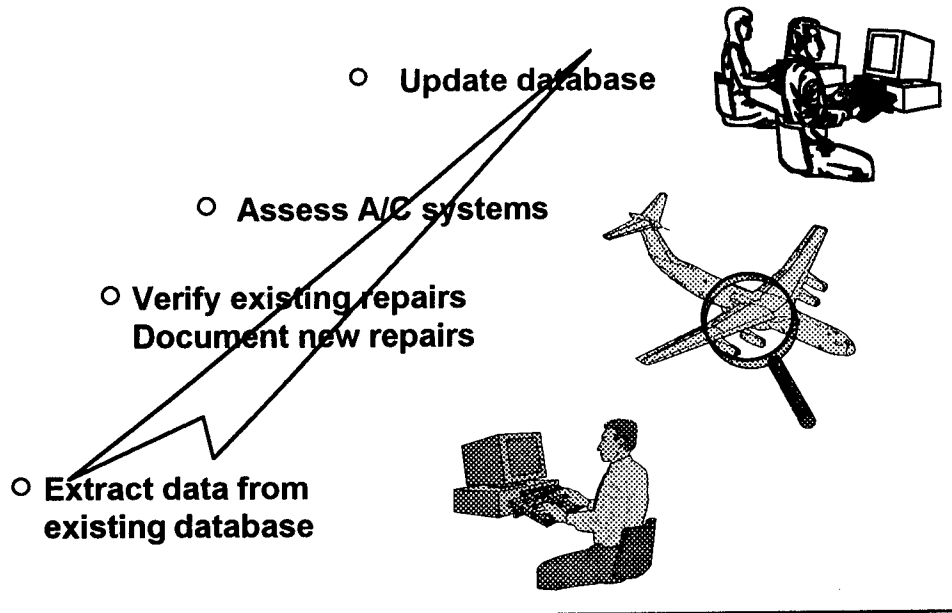 ○ Update database
○ Assess A/C systems
○ Verify existing repairs
Document new repairs
○ Extract data from
existing database